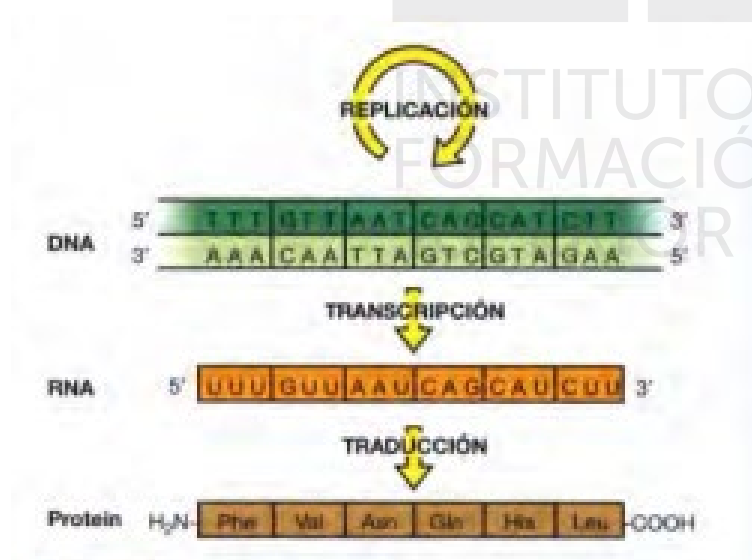 INSTITUTO
REPLICACIÓN
FORMACIÓ
5' TTT GTT AAT CAG CAT CTT 3'
DNA
3' AAA CAA TTA GTC GTA GAA 5'
TRANSCRIPCIÓN
RNA 5' UUU GUU AAU CAG CAU CUU 3'
TRADUCCIÓN
Protein H₂N- Phe Val Asn Gln His Leu -COOH